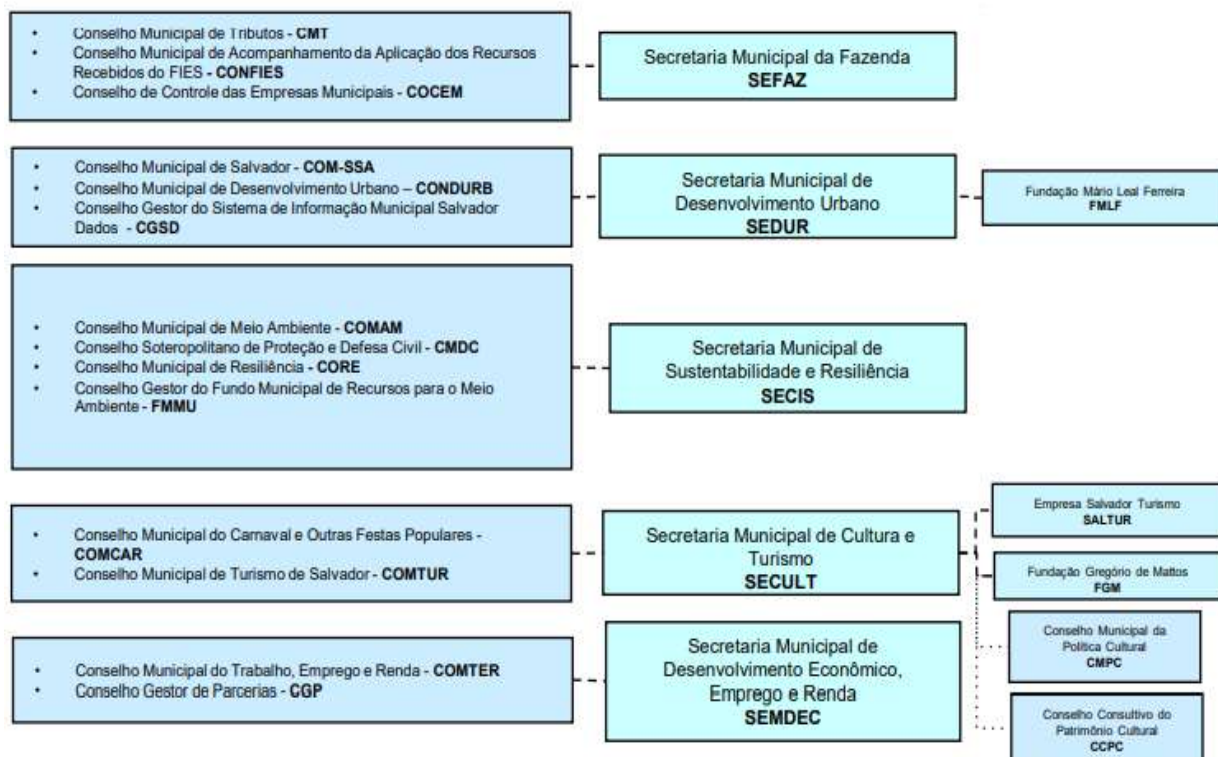 • Conselho Municipal de Tributos - CMT
• Conselho Municipal de Acompanhamento da Aplicação dos Recursos
Recebidos do FIES - CONFIES
• Conselho de Controle das Empresas Municipais - COCEM
Secretaria Municipal da Fazenda
SEFAZ
• Conselho Municipal de Salvador - COM-SSA
• Conselho Municipal de Desenvolvimento Urbano – CONDURB
• Conselho Gestor do Sistema de Informação Municipal Salvador
Dados - CGSD
Secretaria Municipal de
Desenvolvimento Urbano
SEDUR
Fundação Mário Leal Ferreira
FMLF
• Conselho Municipal de Meio Ambiente - COMAM
• Conselho Soteropolitano de Proteção e Defesa Civil - CMDC
• Conselho Municipal de Resiliência - CORE
• Conselho Gestor do Fundo Municipal de Recursos para o Meio
Ambiente - FMMU
Secretaria Municipal de
Sustentabilidade e Resiliência
SECIS
• Conselho Municipal do Carnaval e Outras Festas Populares -
COMCAR
• Conselho Municipal de Turismo de Salvador - COMTUR
Secretaria Municipal de Cultura e
Turismo
SECULT
Empresa Salvador Turismo
SALTUR
Fundação Gregório de Mattos
FGM
Conselho Municipal da
Política Cultural
CMPC
Conselho Consultivo do
Patrimônio Cultural
CCPC
• Conselho Municipal do Trabalho, Emprego e Renda - COMTER
• Conselho Gestor de Parcerias - CGP
Secretaria Municipal de
Desenvolvimento Econômico,
Emprego e Renda
SEMDEC